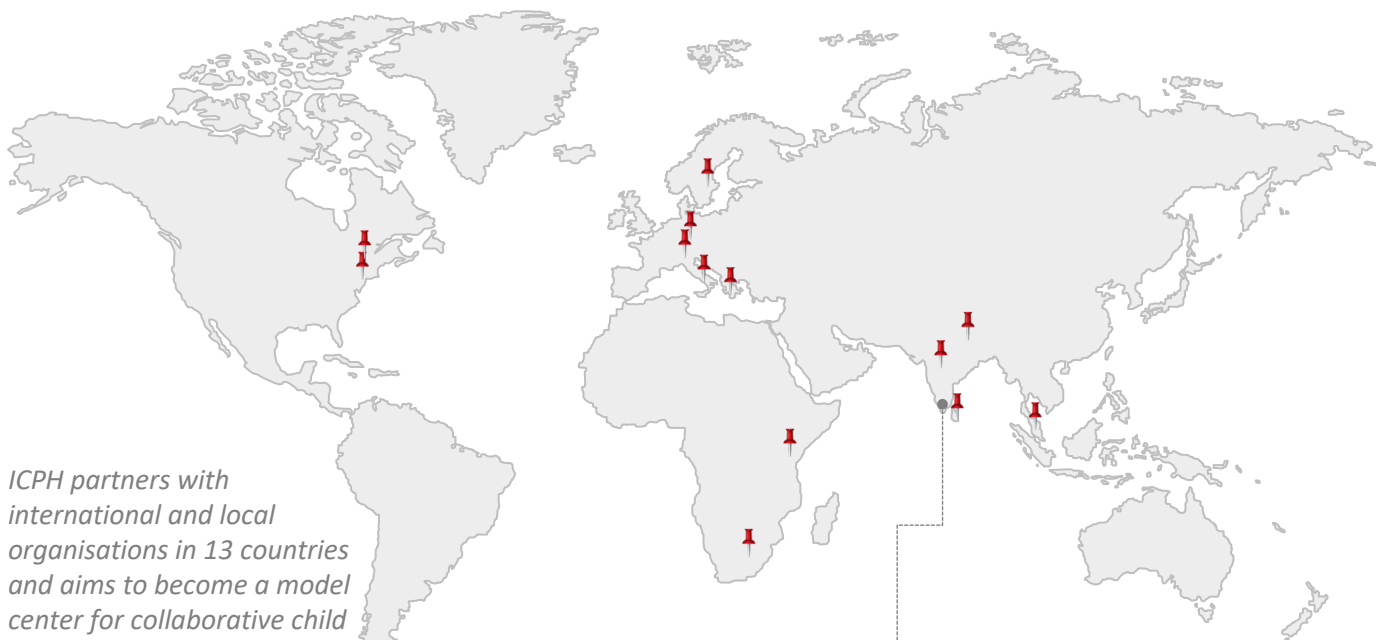 ICPH partners with
international and local
organisations in 13 countries
and aims to become a model
center for collaborative child